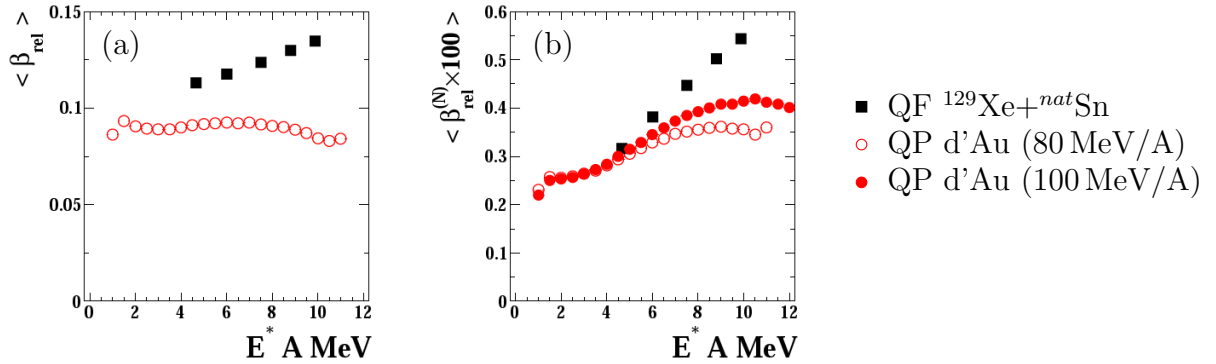 < β_rel >
(a)
0.15
0.1
0.05
0
0 2 4 6 8 10 12
E* A MeV
< β_rel^(N) ×100 >
(b)
0.6
0.5
0.4
0.3
0.2
0.1
0
0 2 4 6 8 10 12
E* A MeV
QF ^129Xe+^natSn
QP d'Au (80 MeV/A)
QP d'Au (100 MeV/A)